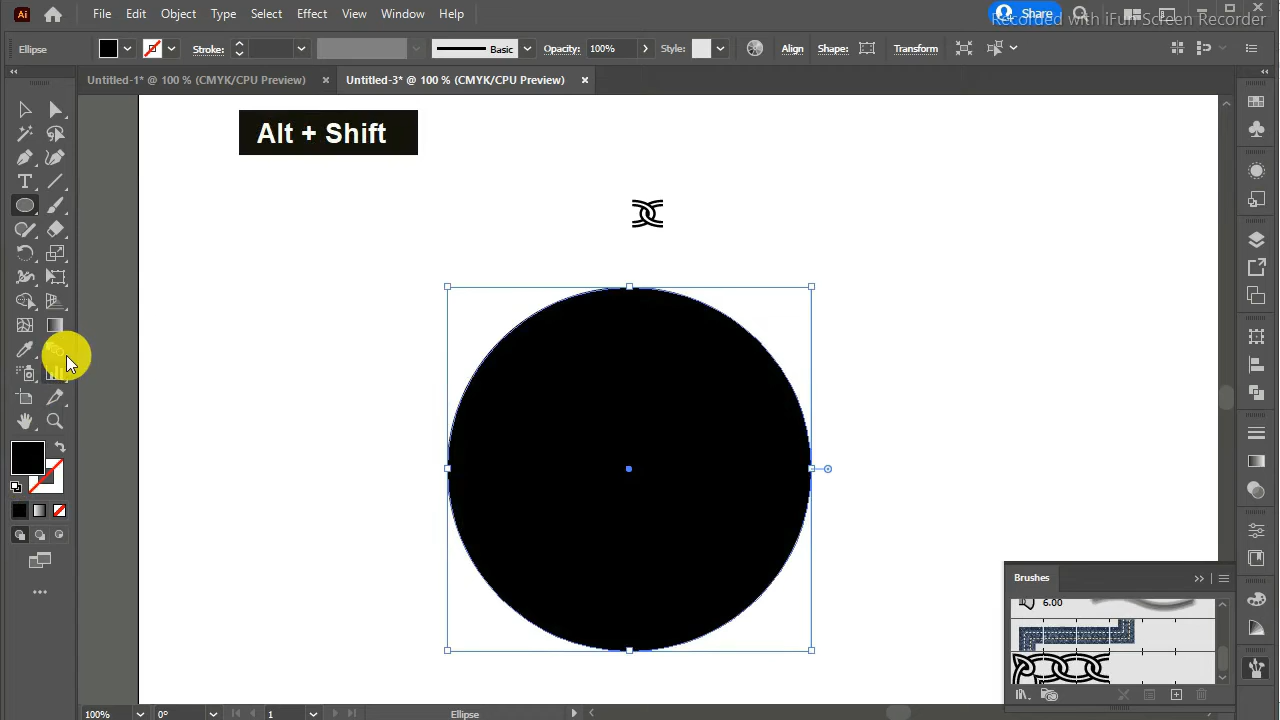 Ai File Edit Object Type Select Effect View Window Help Share
Recorded with iFun Screen Recorder
Ellipse Stroke: Basic Opacity: 100% Style: Align Shape: Transform
Untitled-1* @ 100 % (CMYK/CPU Preview) × Untitled-3* @ 100 % (CMYK/CPU Preview) ×
Alt + Shift
Brushes
6.00
100% 0° 1 Ellipse